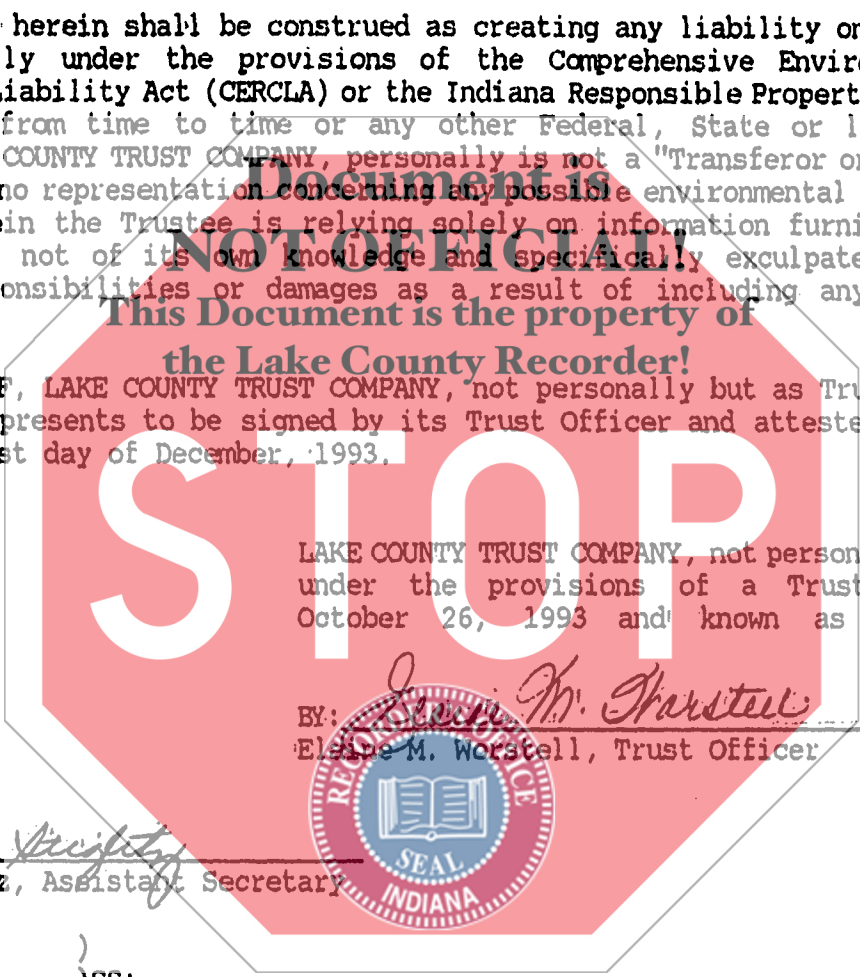 herein shall be construed as creating any liability on
ly under the provisions of the Comprehensive Enviro
Liability Act (CERCLA) or the Indiana Responsible Propert
from time to time or any other Federal, State or l
COUNTY TRUST COMPANY, personally is not a "Transferor or
no representation concerning any possible environmental
ein the Trustee is relying solely on information furni
not of its own knowledge and specifically exculpate
onsibilities or damages as a result of including any
Document is
NOT OFFICIAL!
This Document is the property of
the Lake County Recorder!
F, LAKE COUNTY TRUST COMPANY, not personally but as Tru
presents to be signed by its Trust Officer and atteste
st day of December, 1993.
STOP
LAKE COUNTY TRUST COMPANY, not person
under the provisions of a Trust
October 26, 1993 and known as
BY:
Elaine M. Worstell, Trust Officer
RECORDER'S OFFICE
SEAL
INDIANA
z, Assistant Secretary
)
)SS: